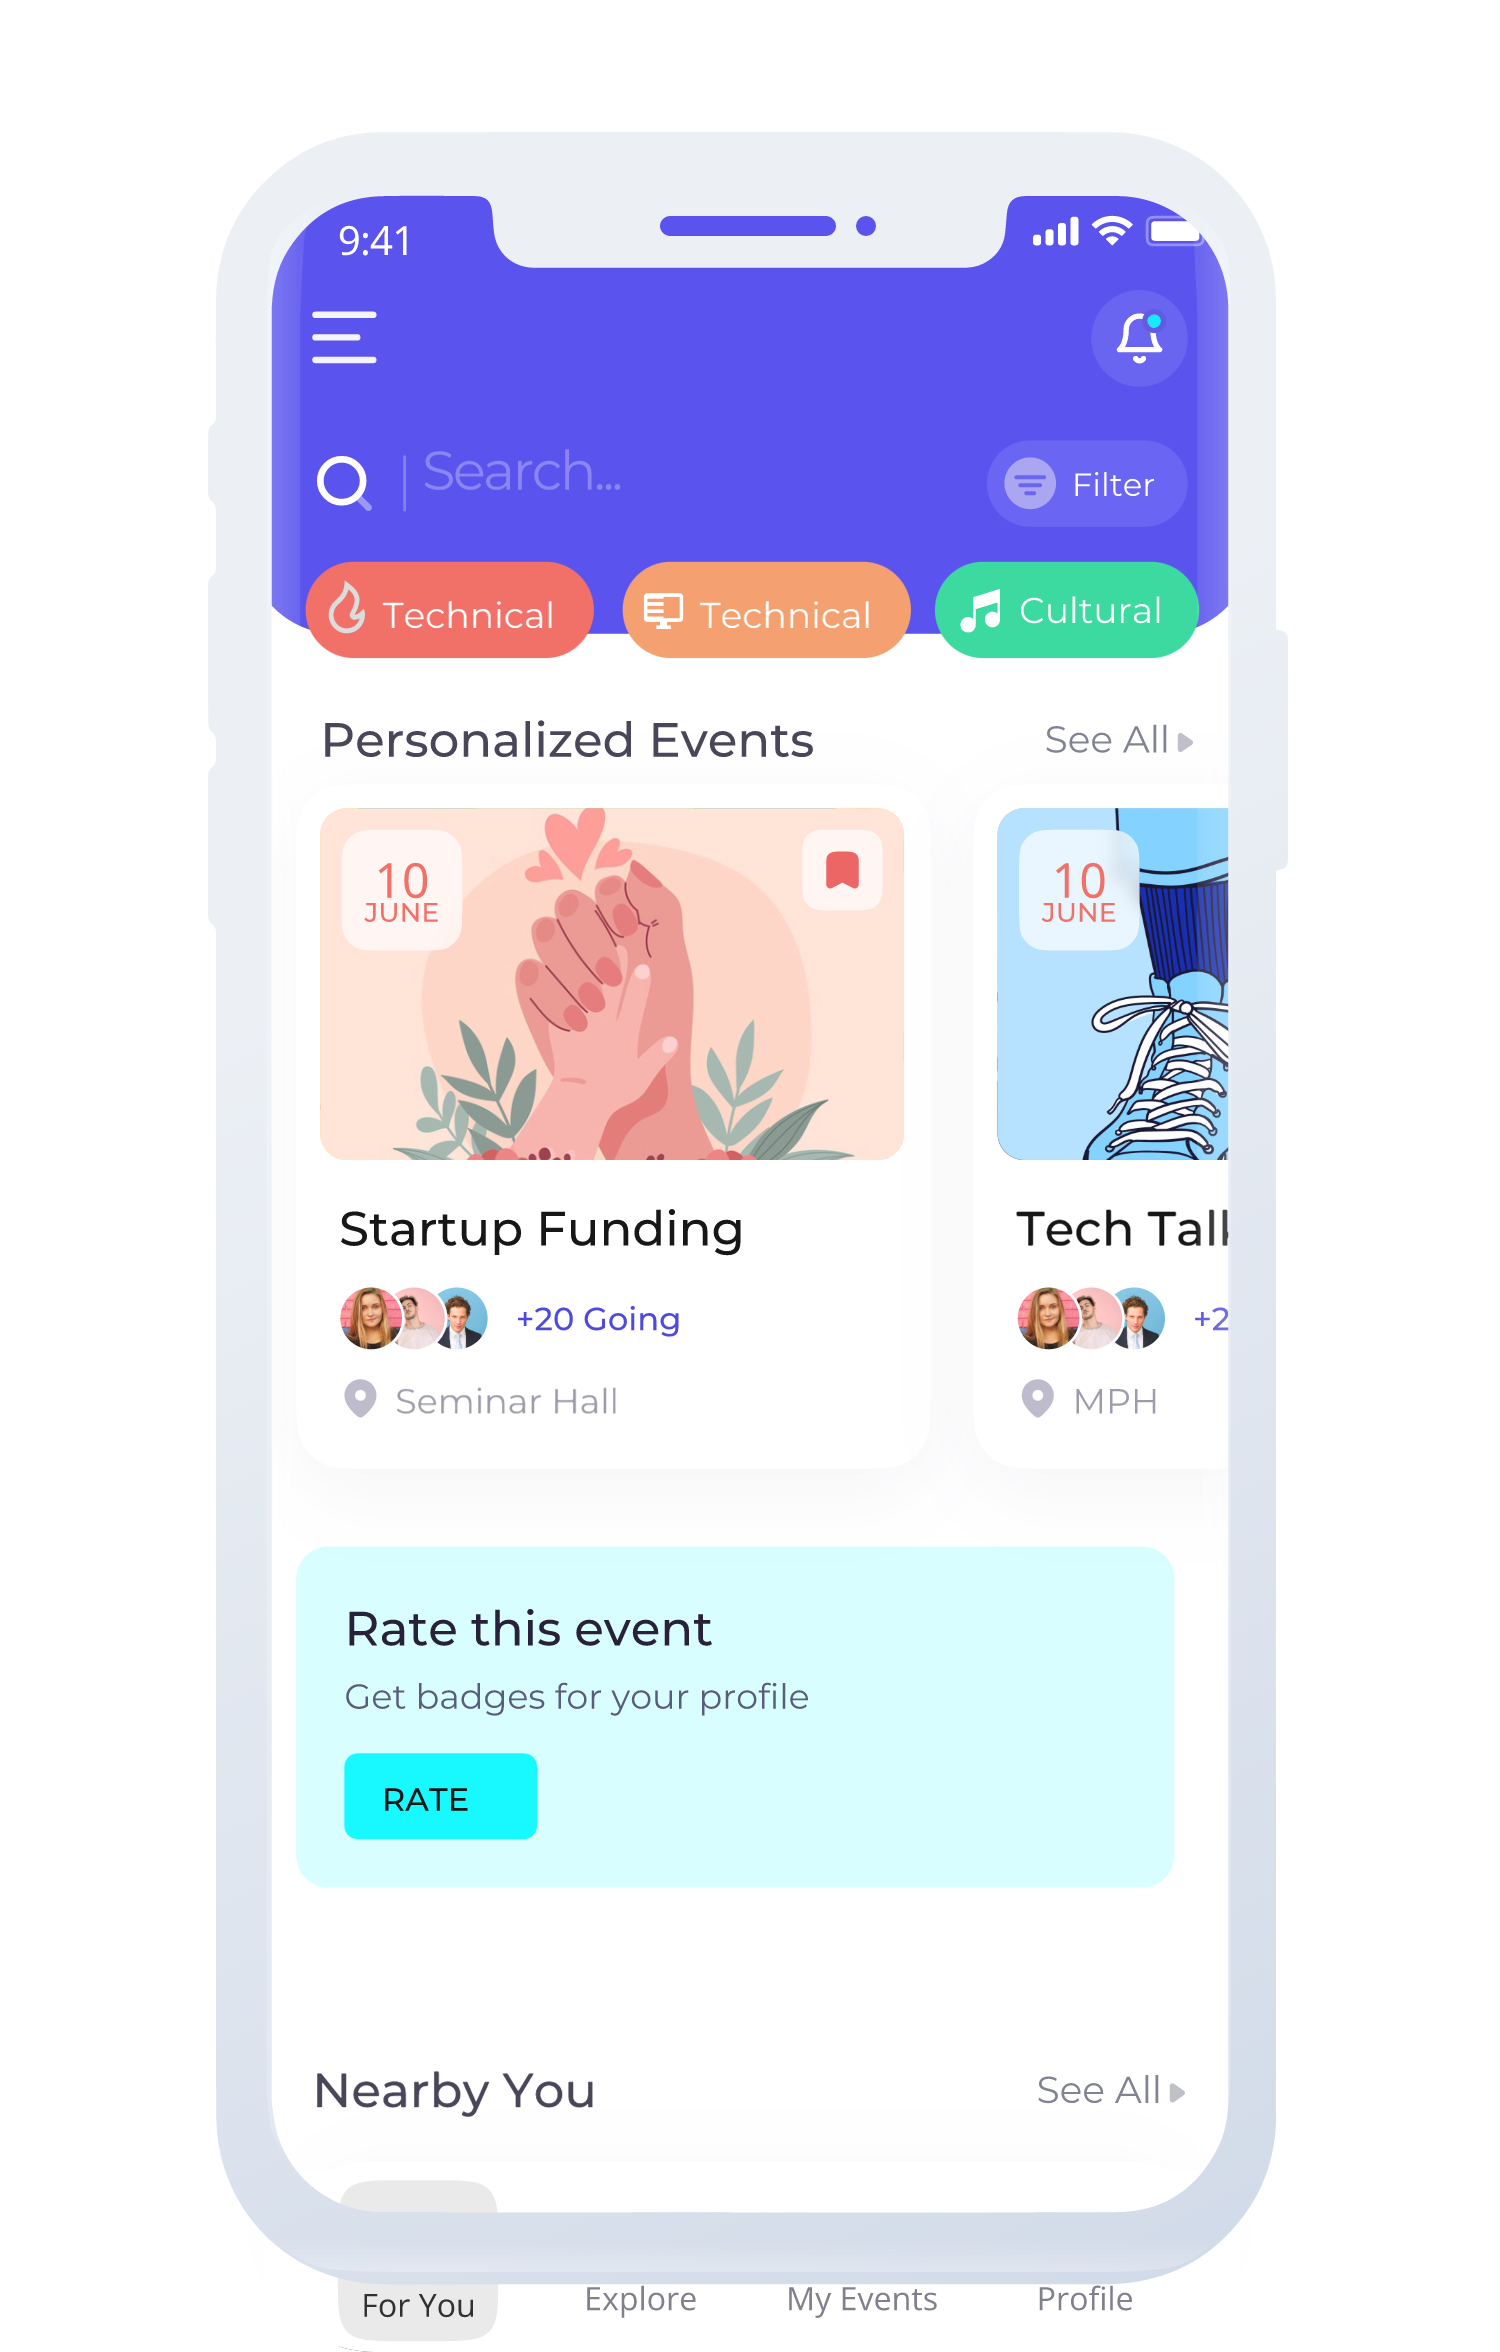 9:41
Search...
Filter
Technical
Technical
Cultural
Personalized Events
See All
10
JUNE
10
JUNE
Startup Funding
Tech Tal
+20 Going
+2
Seminar Hall
MPH
Rate this event
Get badges for your profile
RATE
Nearby You
See All
For You
Explore
My Events
Profile